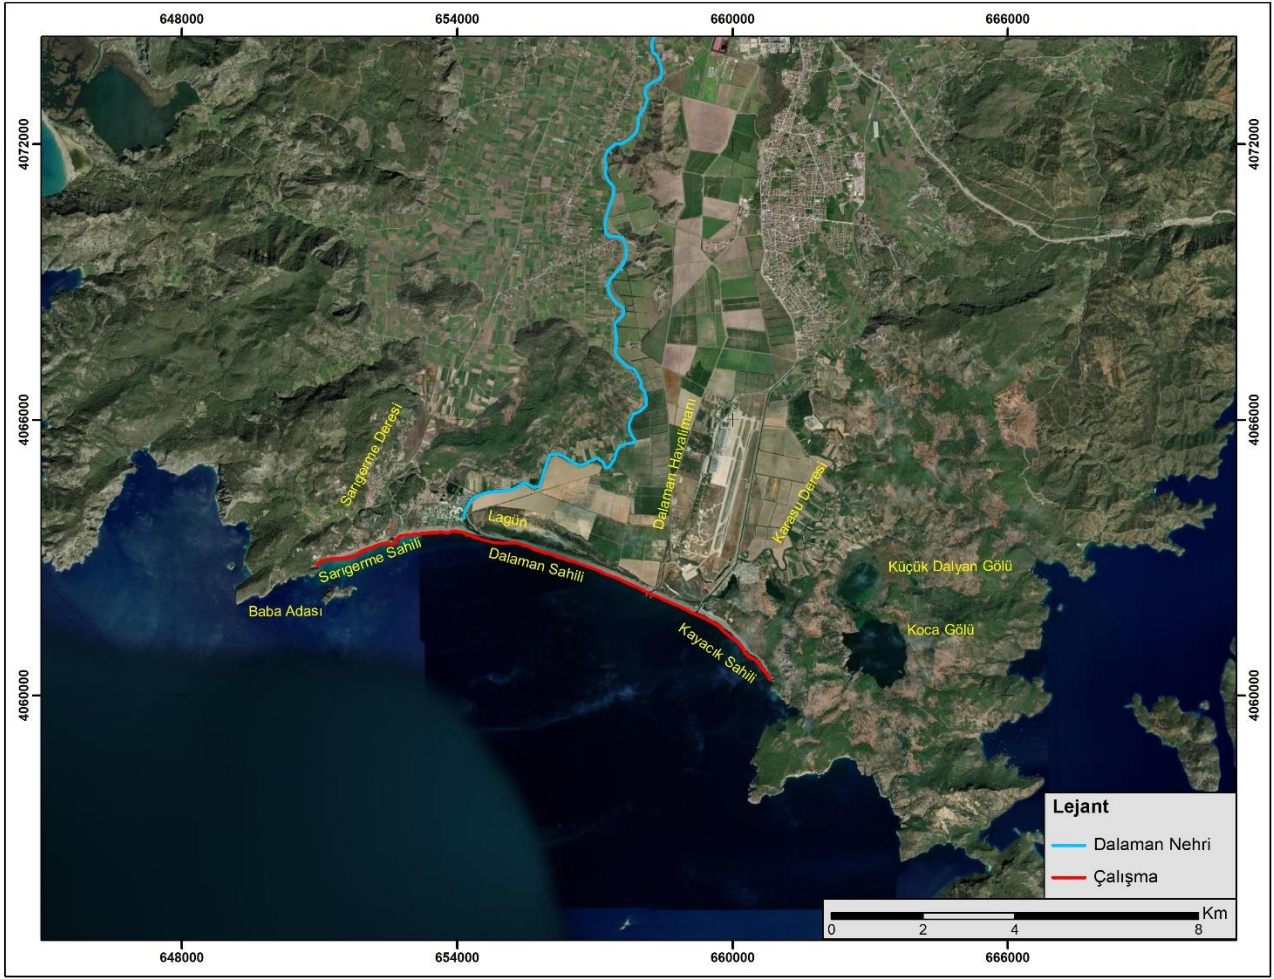 648000
654000
660000
666000
4072000
4072000
4066000
4066000
Sarıgerme Deresi
Dalaman Havalimanı
Karasu Deresi
Lagün
Sarıgerme Sahili
Dalaman Sahili
Küçük Dalyan Gölü
Baba Adası
Koca Gölü
Kayacık Sahili
4060000
4060000
Lejant
Dalaman Nehri
Çalışma
Km
0
2
4
8
648000
654000
660000
666000